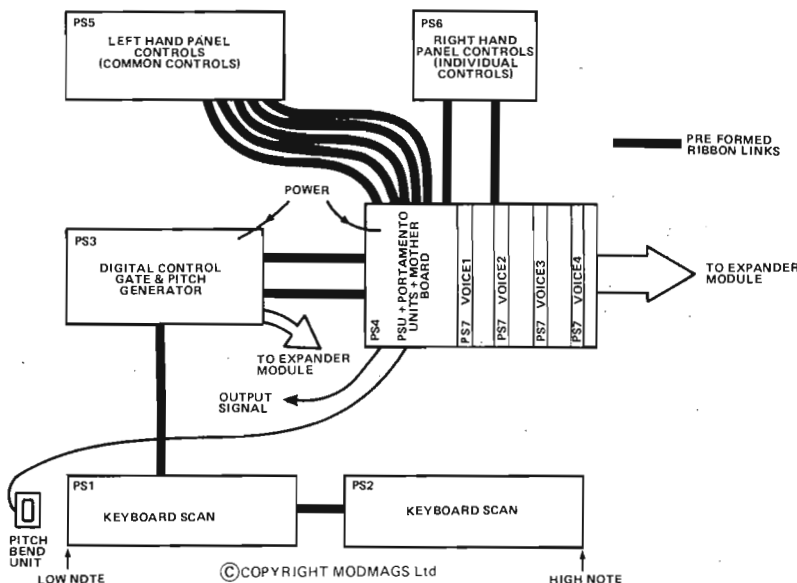 PS5
LEFT HAND PANEL
CONTROLS
(COMMON CONTROLS)
PS6
RIGHT HAND
PANEL CONTROLS
(INDIVIDUAL
CONTROLS)
PRE FORMED
RIBBON LINKS
POWER
PS3
DIGITAL CONTROL
GATE & PITCH
GENERATOR
PS4
PSU + PORTAMENTO
UNITS + MOTHER
BOARD
PS7 VOICE1
PS7 VOICE2
PS7 VOICE3
PS7 VOICE4
TO EXPANDER
MODULE
TO EXPANDER
MODULE
OUTPUT
SIGNAL
PS1
KEYBOARD SCAN
PS2
KEYBOARD SCAN
PITCH
BEND
UNIT
LOW NOTE
©COPYRIGHT MODMAGS Ltd
HIGH NOTE